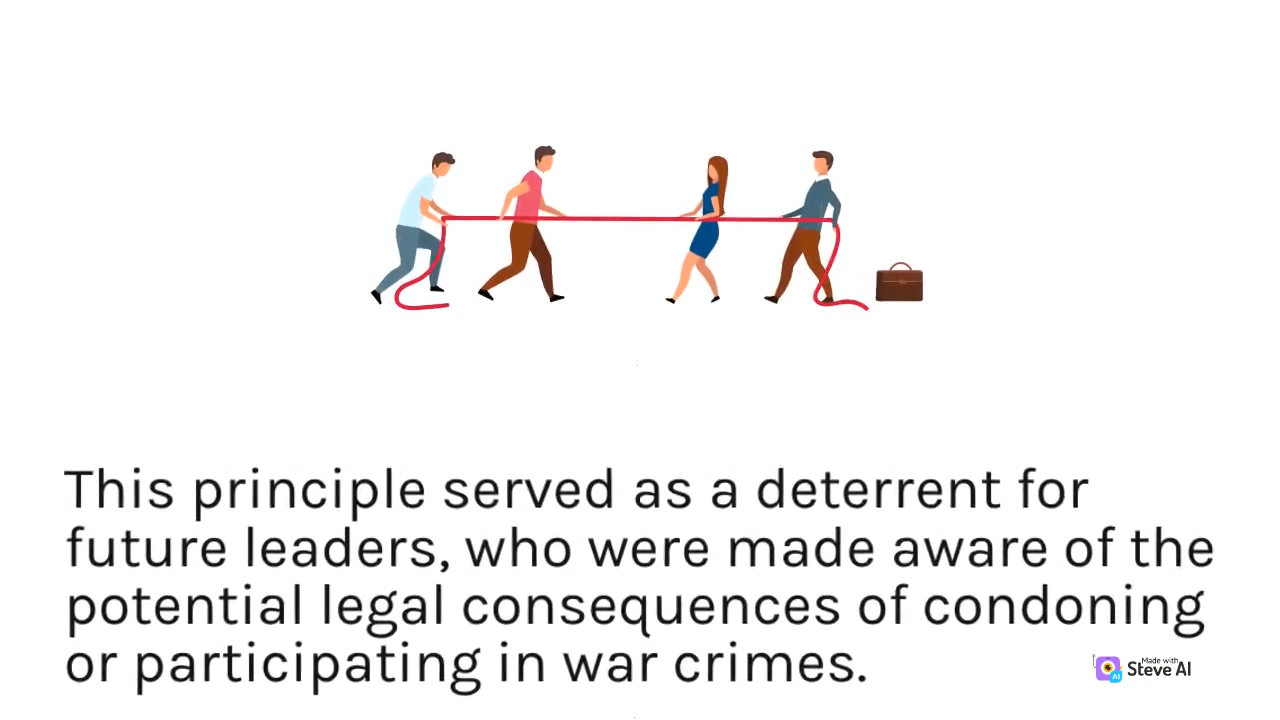 This principle served as a deterrent for
future leaders, who were made aware of the
potential legal consequences of condoning
or participating in war crimes.
Made with
Steve AI
AI